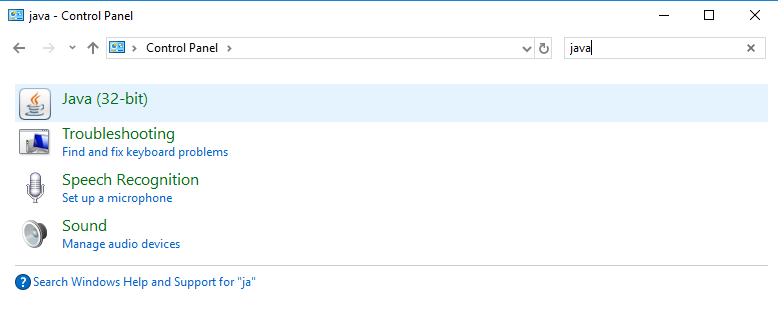 java - Control Panel
Control Panel
java
Java (32-bit)
Troubleshooting
Find and fix keyboard problems
Speech Recognition
Set up a microphone
Sound
Manage audio devices
Search Windows Help and Support for "ja"